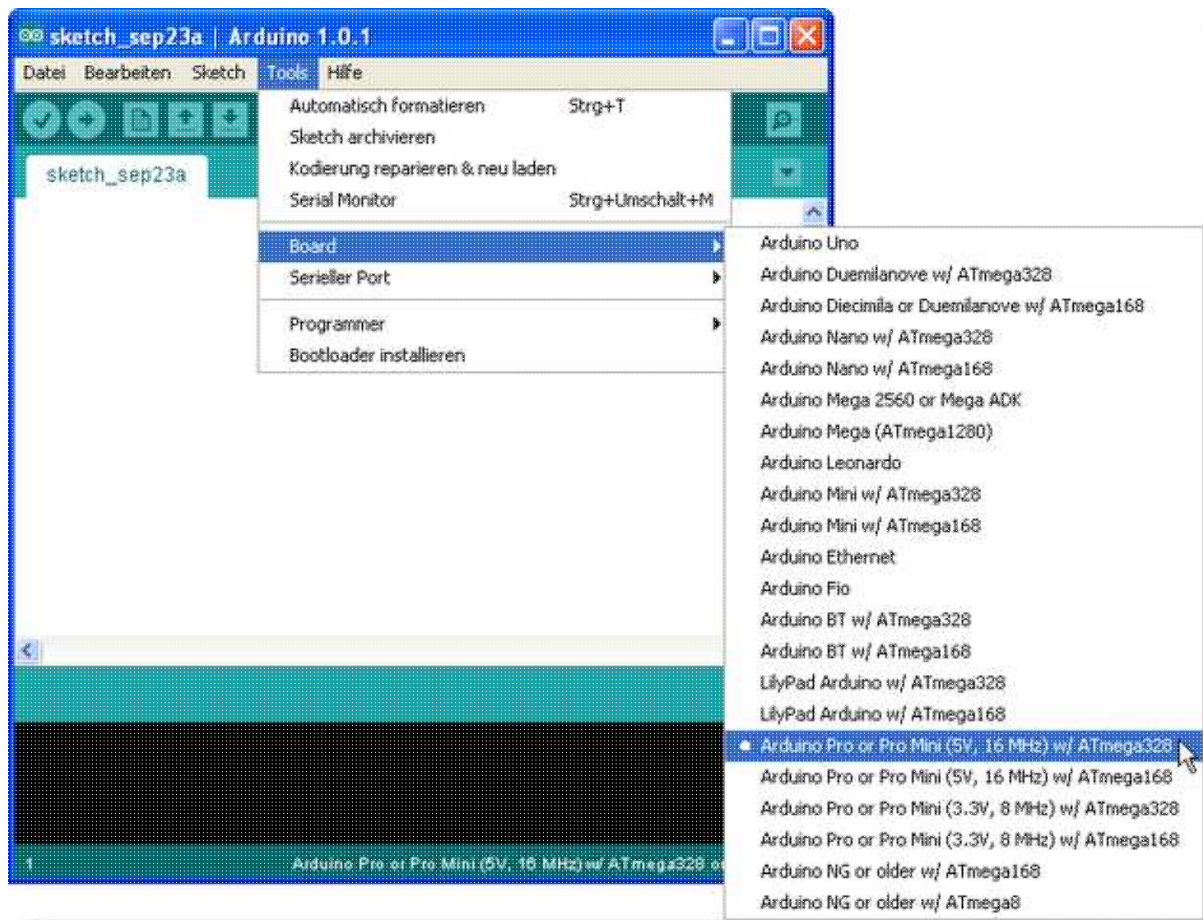 sketch_sep23a | Arduino 1.0.1
Datei Bearbeiten Sketch Tools Hilfe
Automatisch formatieren Strg+T
Sketch archivieren
Kodierung reparieren & neu laden
Serial Monitor Strg+Umschalt+M
sketch_sep23a
Board
Serieller Port
Programmer
Bootloader installieren
Arduino Uno
Arduino Duemilanove w/ ATmega328
Arduino Diecimila or Duemilanove w/ ATmega168
Arduino Nano w/ ATmega328
Arduino Nano w/ ATmega168
Arduino Mega 2560 or Mega ADK
Arduino Mega (ATmega1280)
Arduino Leonardo
Arduino Mini w/ ATmega328
Arduino Mini w/ ATmega168
Arduino Ethernet
Arduino Fio
Arduino BT w/ ATmega328
Arduino BT w/ ATmega168
LilyPad Arduino w/ ATmega328
LilyPad Arduino w/ ATmega168
Arduino Pro or Pro Mini (5V, 16 MHz) w/ ATmega328
Arduino Pro or Pro Mini (5V, 16 MHz) w/ ATmega168
Arduino Pro or Pro Mini (3.3V, 8 MHz) w/ ATmega328
Arduino Pro or Pro Mini (3.3V, 8 MHz) w/ ATmega168
Arduino NG or older w/ ATmega168
Arduino NG or older w/ ATmega8
1 Arduino Pro or Pro Mini (5V, 16 MHz) w/ ATmega328